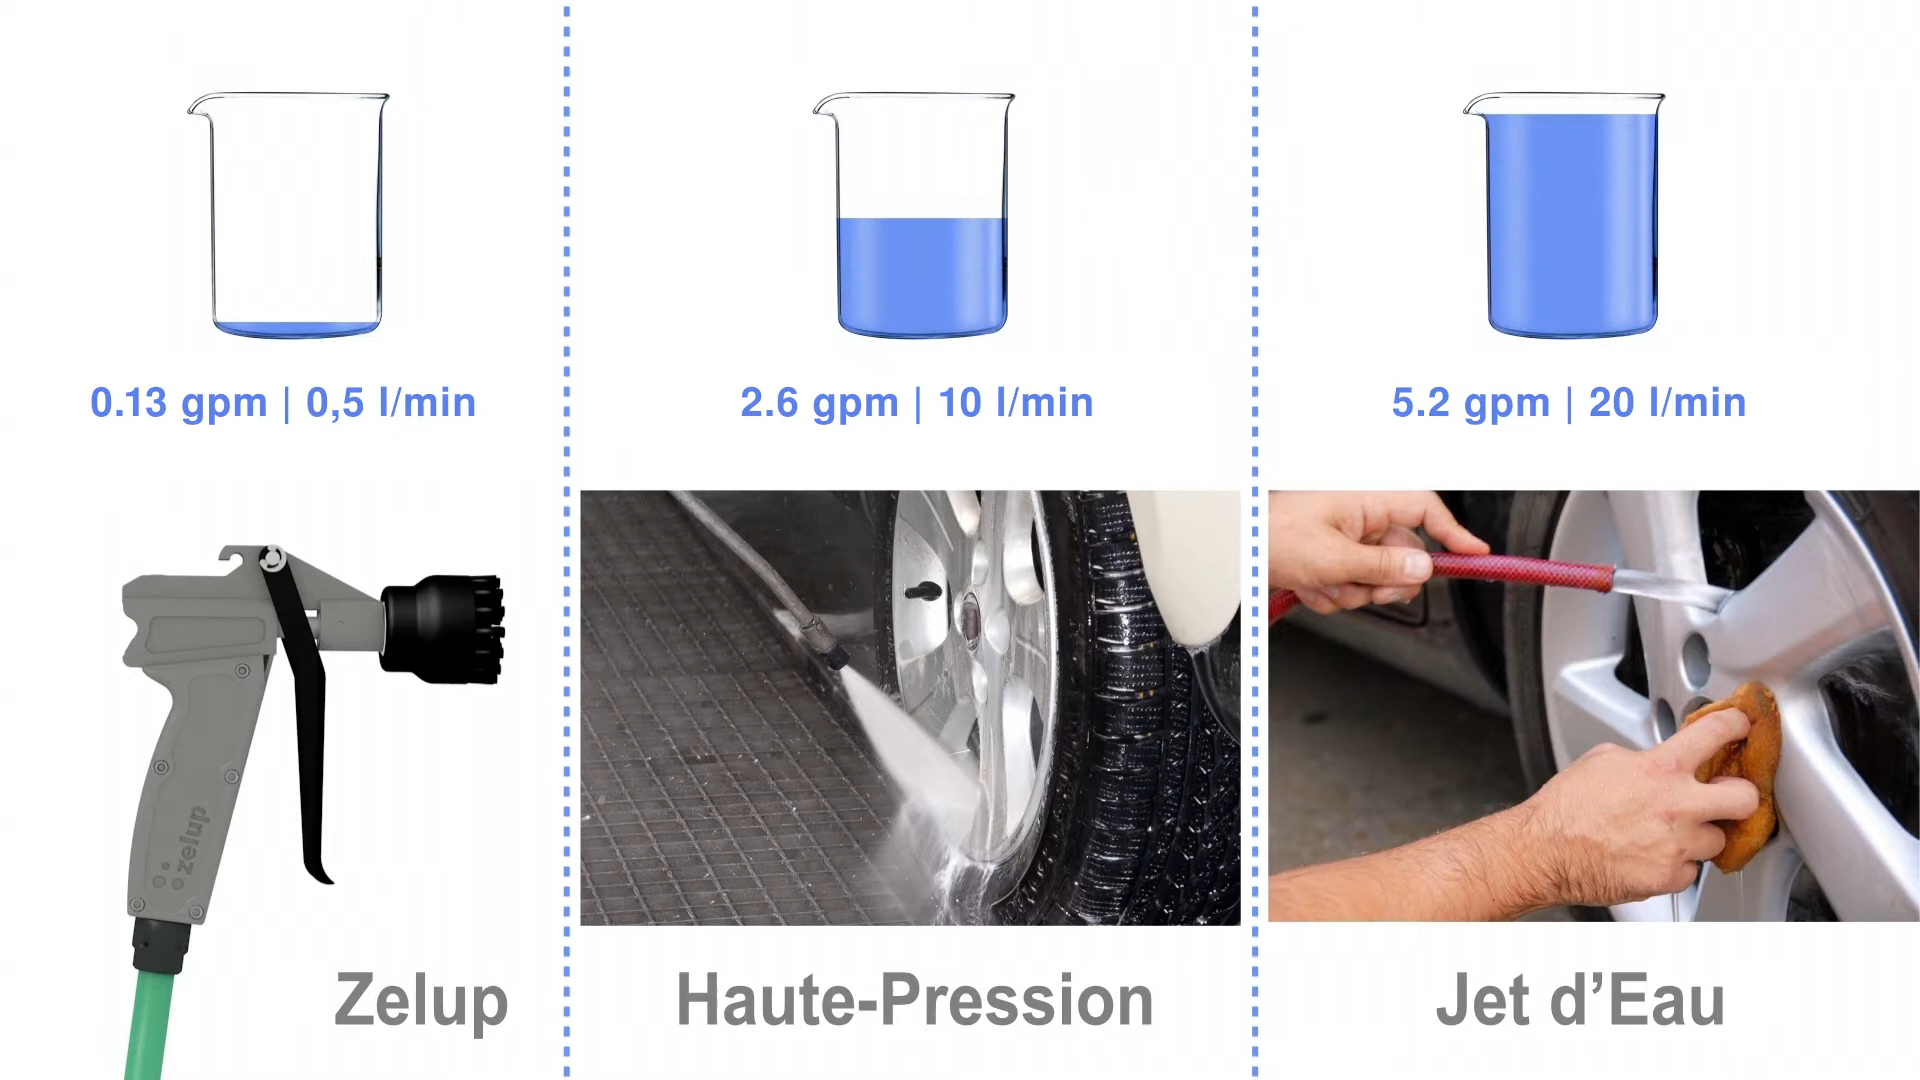 0.13 gpm | 0,5 l/min
2.6 gpm | 10 l/min
5.2 gpm | 20 l/min
zelup
Zelup
Haute-Pression
Jet d’Eau